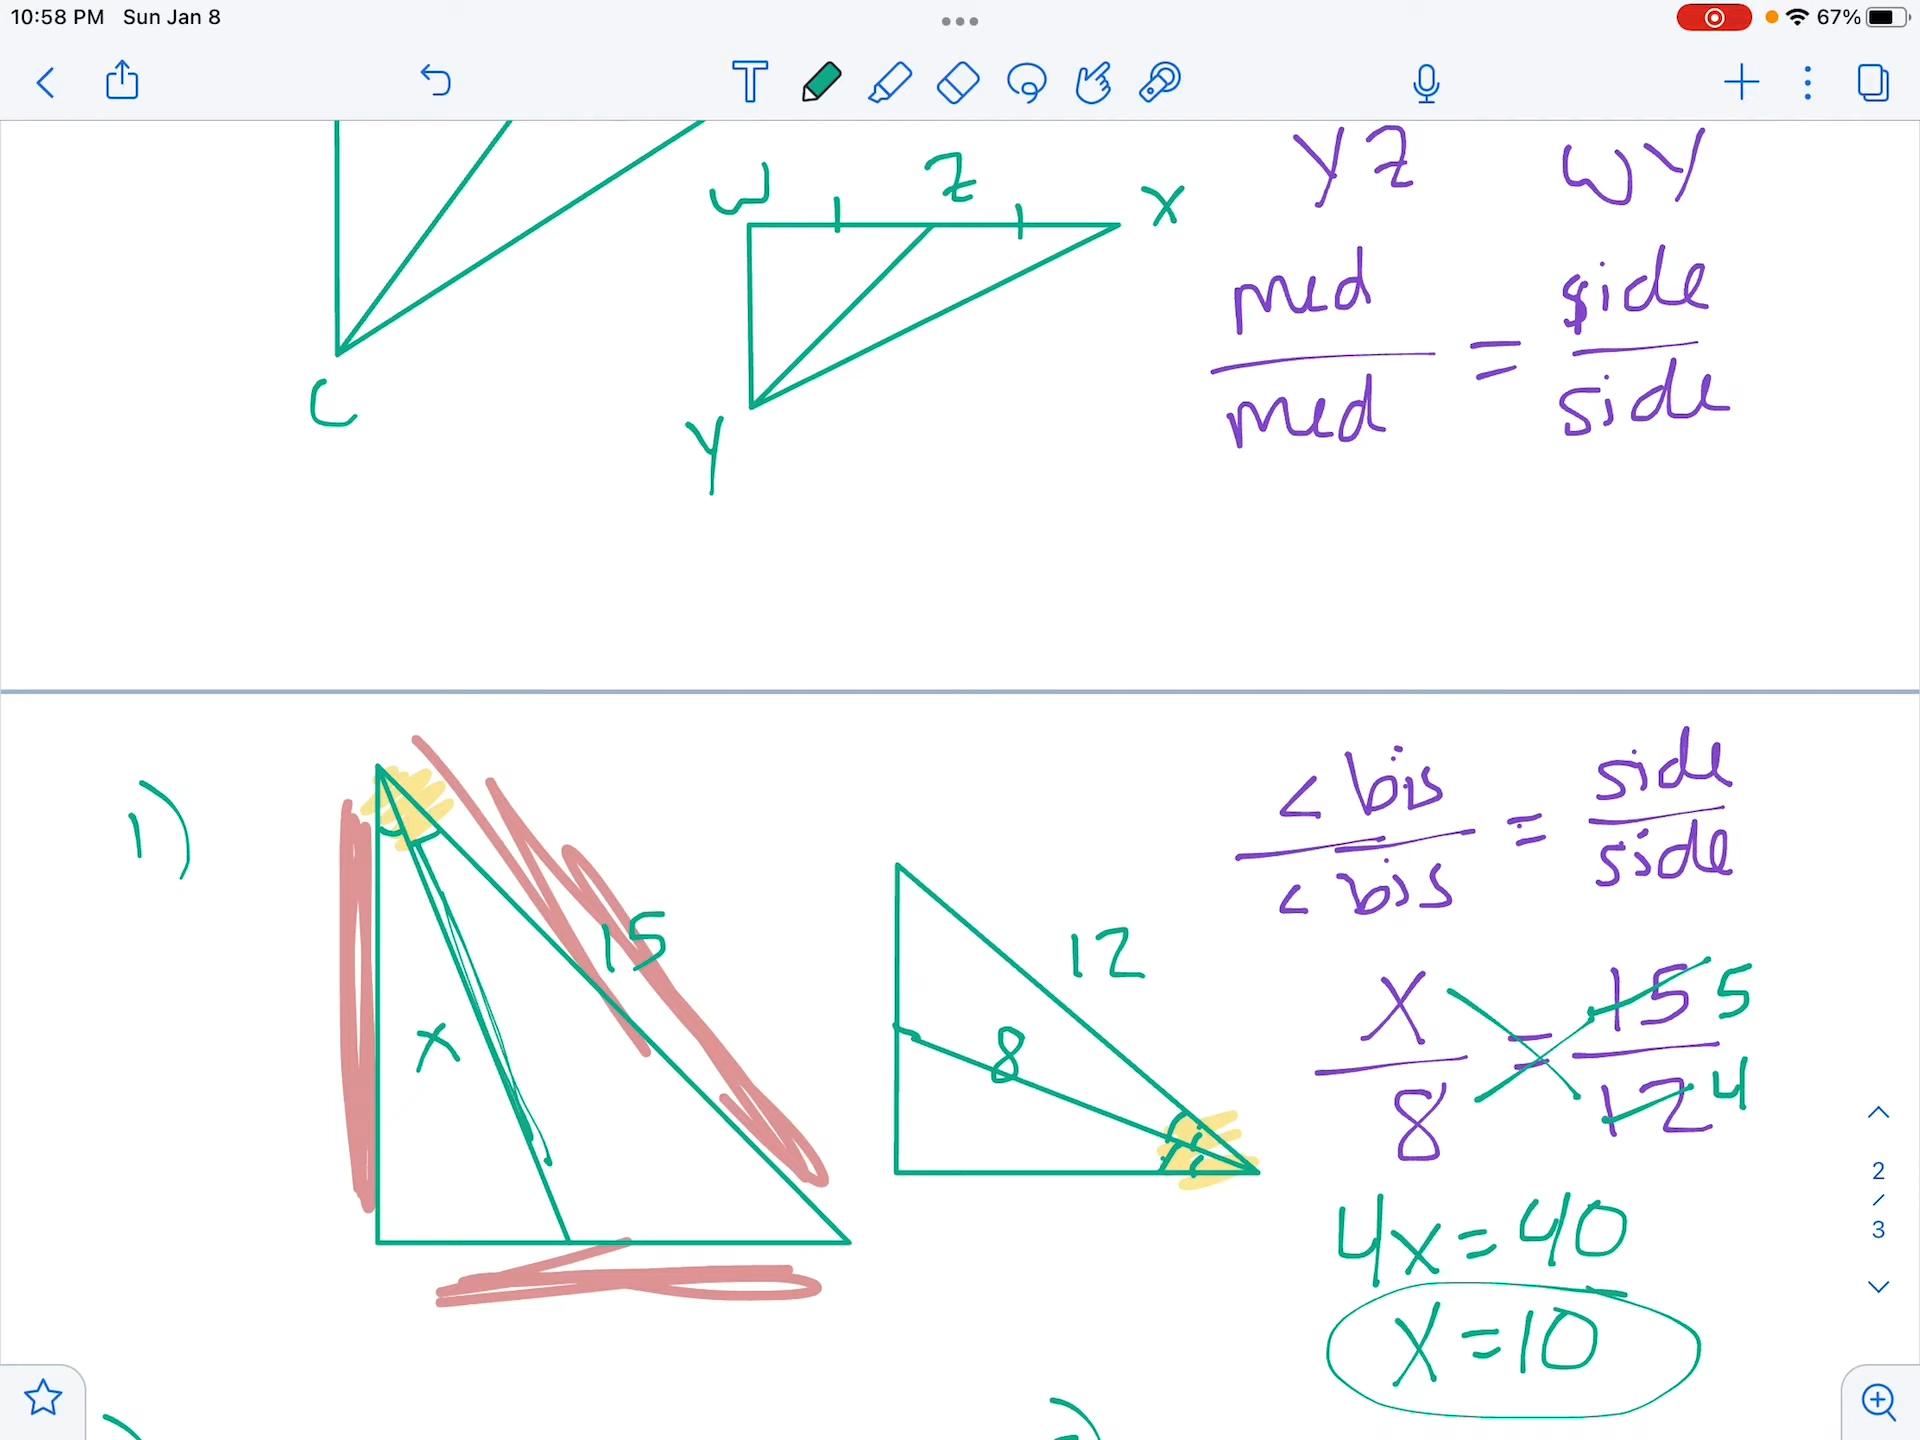 10:58 PM Sun Jan 8
67%
T
YZ WY
W Z X
med = side
med side
C
Y
1)
< bis = side
< bis side
15
12
x
8
X = 15 5
8 12 4
4x = 40
x = 10
2
/
3